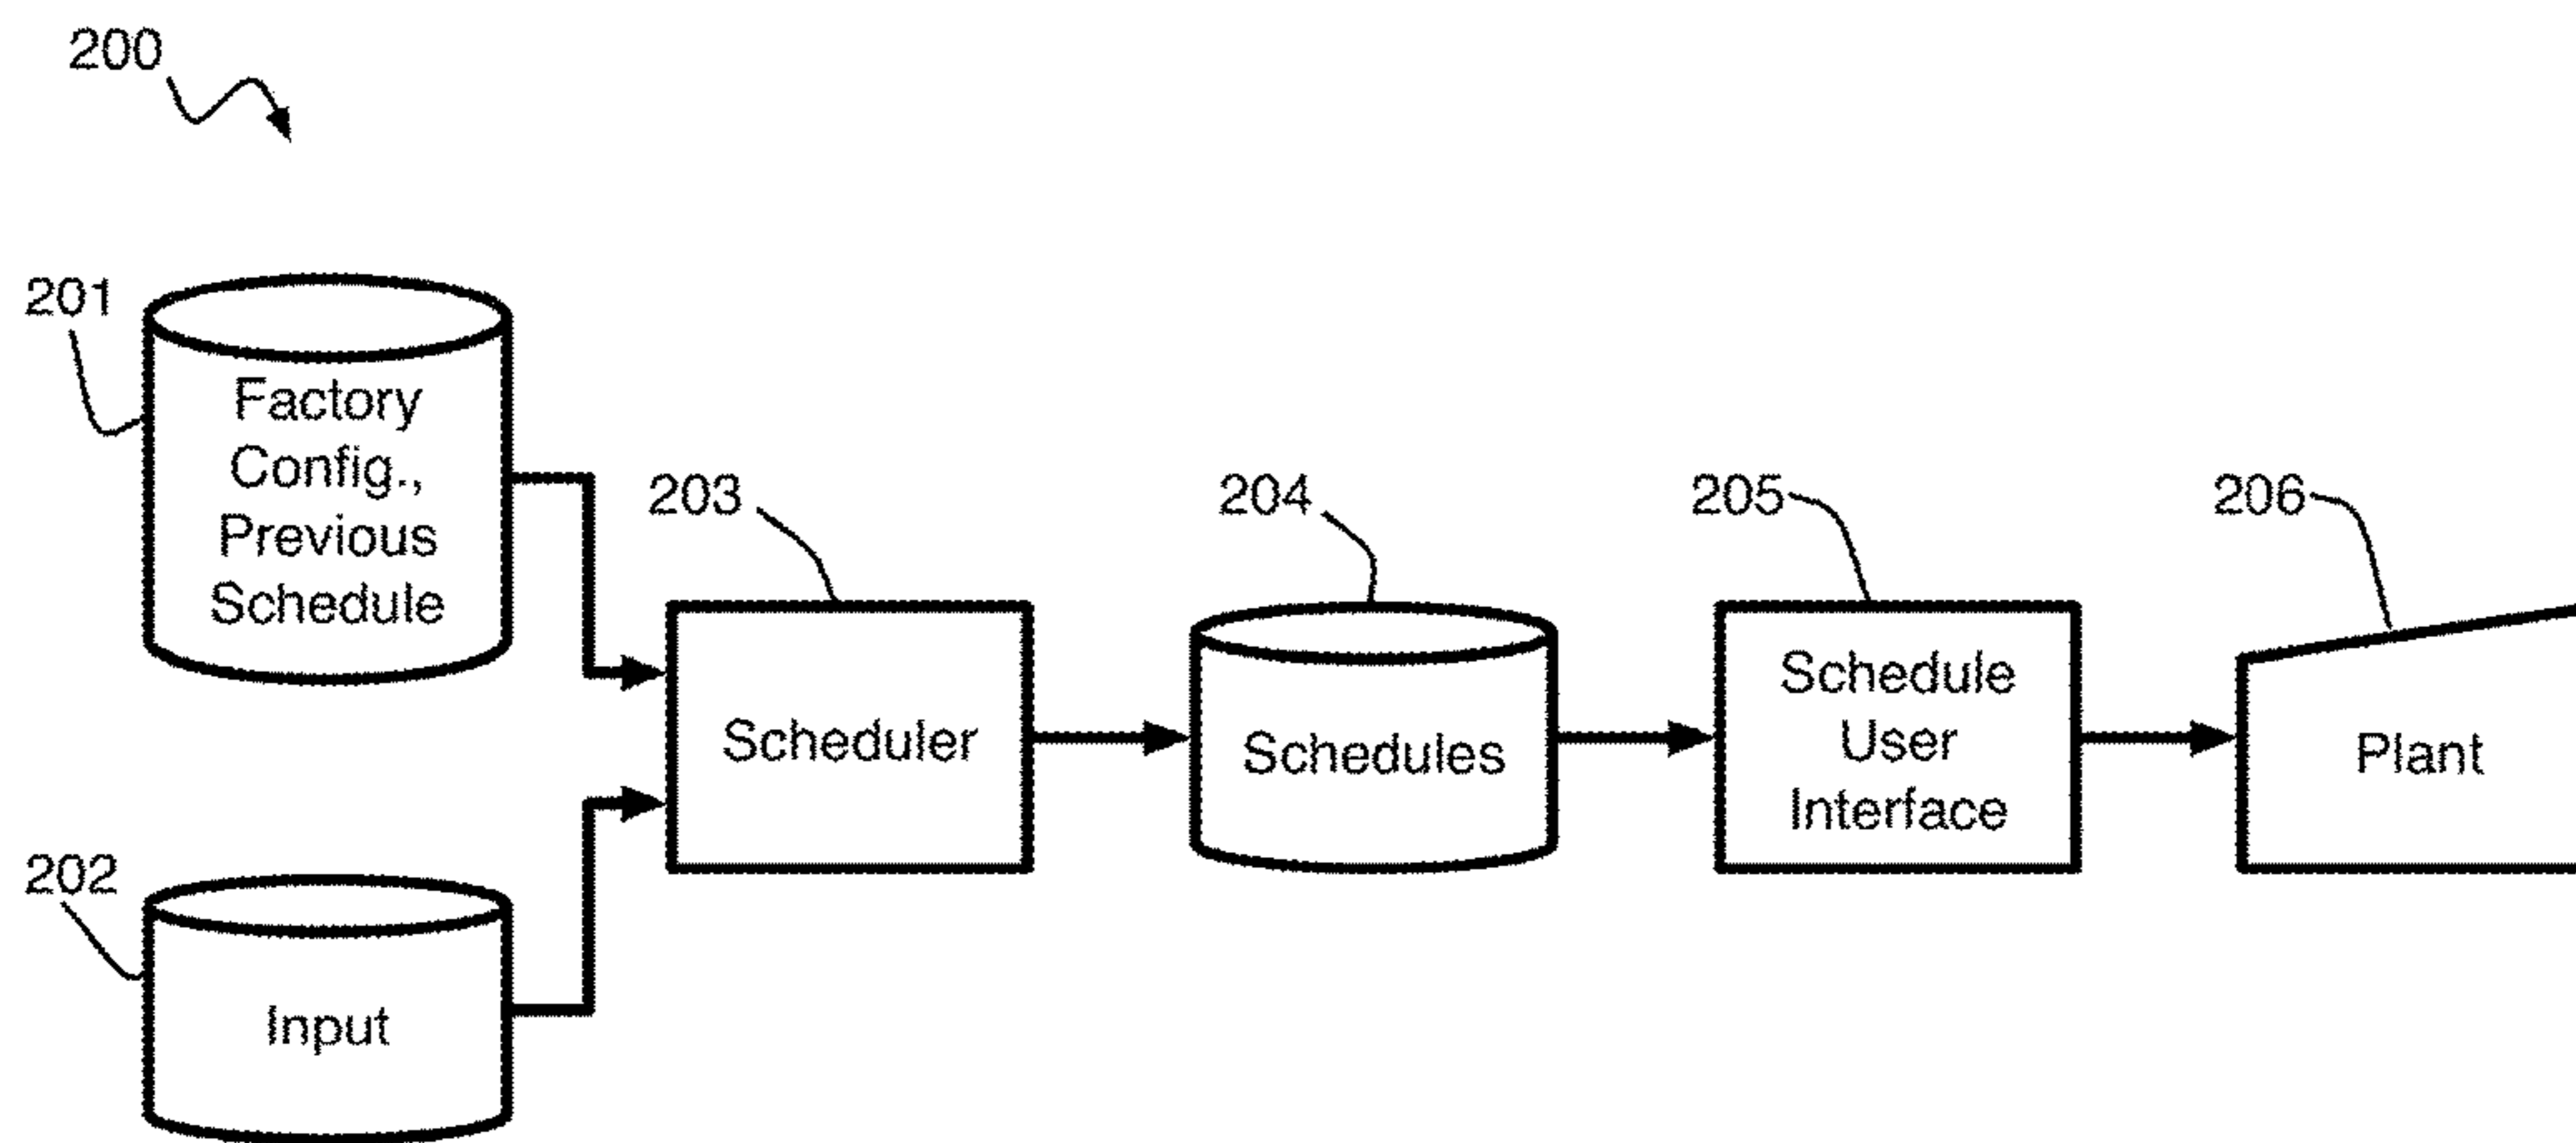 200
201
Factory
Config.,
Previous
Schedule
203
204
205
206
Scheduler
Schedules
Schedule
User
Interface
Plant
202
Input